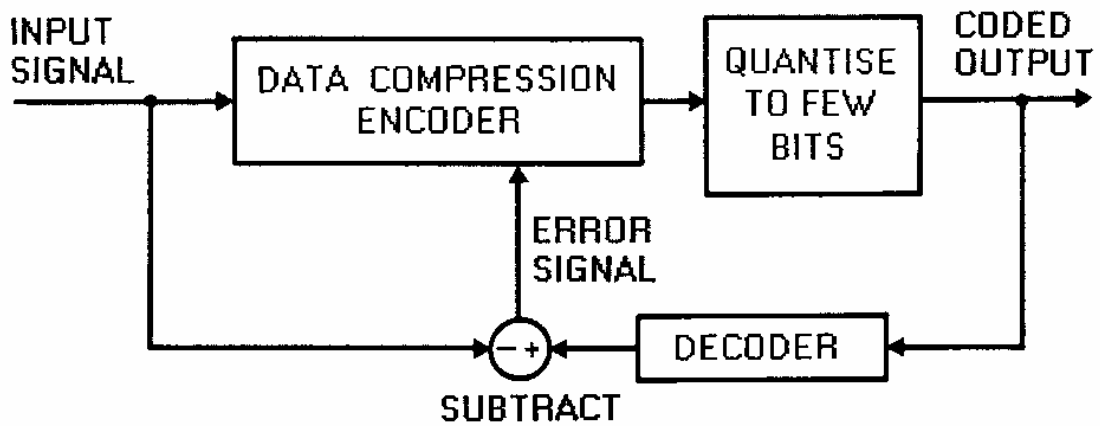 INPUT
SIGNAL
DATA COMPRESSION
ENCODER
QUANTISE
TO FEW
BITS
CODED
OUTPUT
ERROR
SIGNAL
- +
DECODER
SUBTRACT